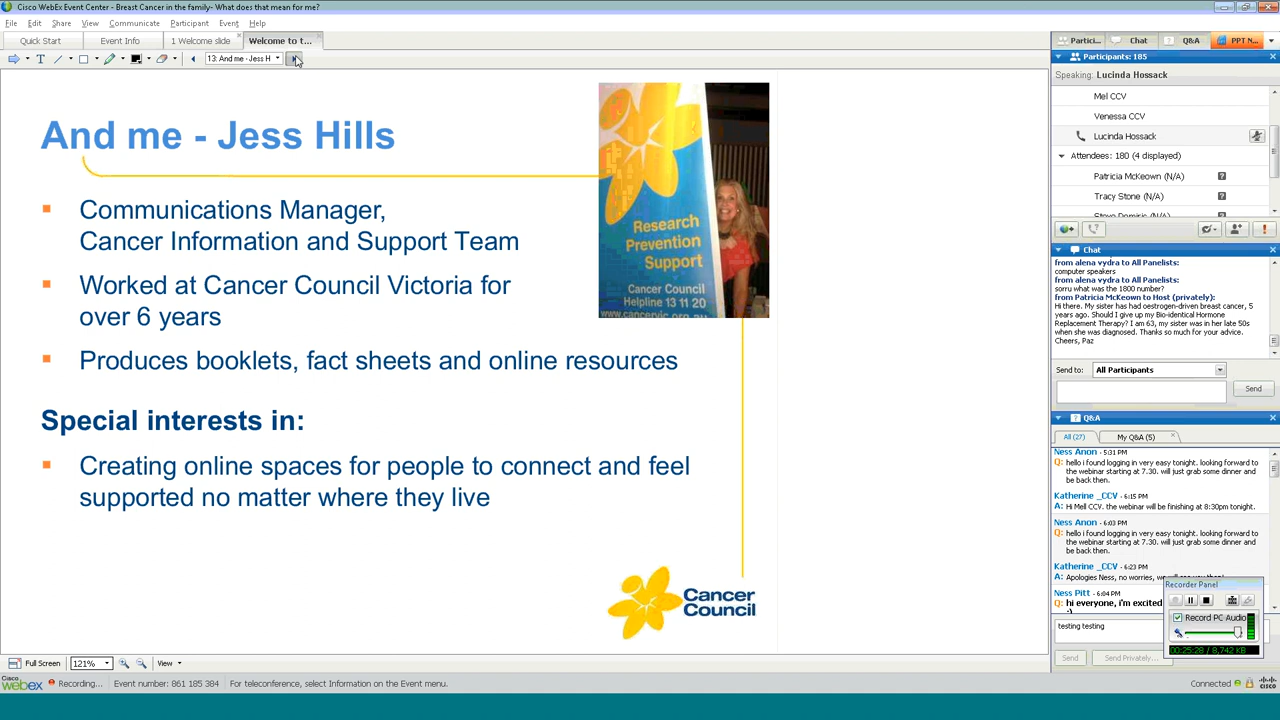 Cisco WebEx Event Center - Breast Cancer in the family- What does that mean for me?
File Edit Share View Communicate Participant Event Help
Quick Start Event Info 1 Welcome slide Welcome to t...
13: And me - Jess H
And me - Jess Hills
Communications Manager,
Cancer Information and Support Team
Worked at Cancer Council Victoria for
over 6 years
Produces booklets, fact sheets and online resources
Special interests in:
Creating online spaces for people to connect and feel
supported no matter where they live
Research
Prevention
Support
Cancer Council
Helpline 13 11 20
www.cancervic.org.au
Cancer
Council
Partici... Chat Q&A PPT N...
Participants: 185
Speaking: Lucinda Hossack
Mel CCV
Venessa CCV
Lucinda Hossack
Attendees: 180 (4 displayed)
Patricia McKeown (N/A)
Tracy Stone (N/A)
Chat
from alena vydra to All Panelists:
computer speakers
from alena vydra to All Panelists:
sorru what was the 1800 number?
from Patricia McKeown to Host (privately):
Hi there. My sister has had oestrogen-driven breast cancer, 5
years ago. Should I give up my Bio-identical Hormone
Replacement Therapy? I am 63, my sister was in her late 50s
when she was diagnosed. Thanks so much for your advice.
Cheers, Paz
Send to: All Participants
Send
Q&A
All (27) My Q&A (5)
Ness Anon - 5:31 PM
Q: hello i found logging in very easy tonight. looking forward to
the webinar starting at 7.30. will just grab some dinner and
be back then.
Katherine _CCV - 6:15 PM
A: Hi Mell CCV. the webinar will be finishing at 8:30pm tonight.
Ness Anon - 6:03 PM
Q: hello i found logging in very easy tonight. looking forward to
the webinar starting at 7.30. will just grab some dinner and
be back then.
Katherine _CCV - 6:23 PM
A: Apologies Ness, no worries, we
Ness Pitt - 6:04 PM
Q: hi everyone, i'm excited
:)
testing testing
Send Send Privately...
Recorder Panel
Record PC Audio
00:25:28 / 8,742 KB
Full Screen 121% View
Cisco webex Recording... Event number: 861 185 384 For teleconference, select Information on the Event menu. Connected CISCO